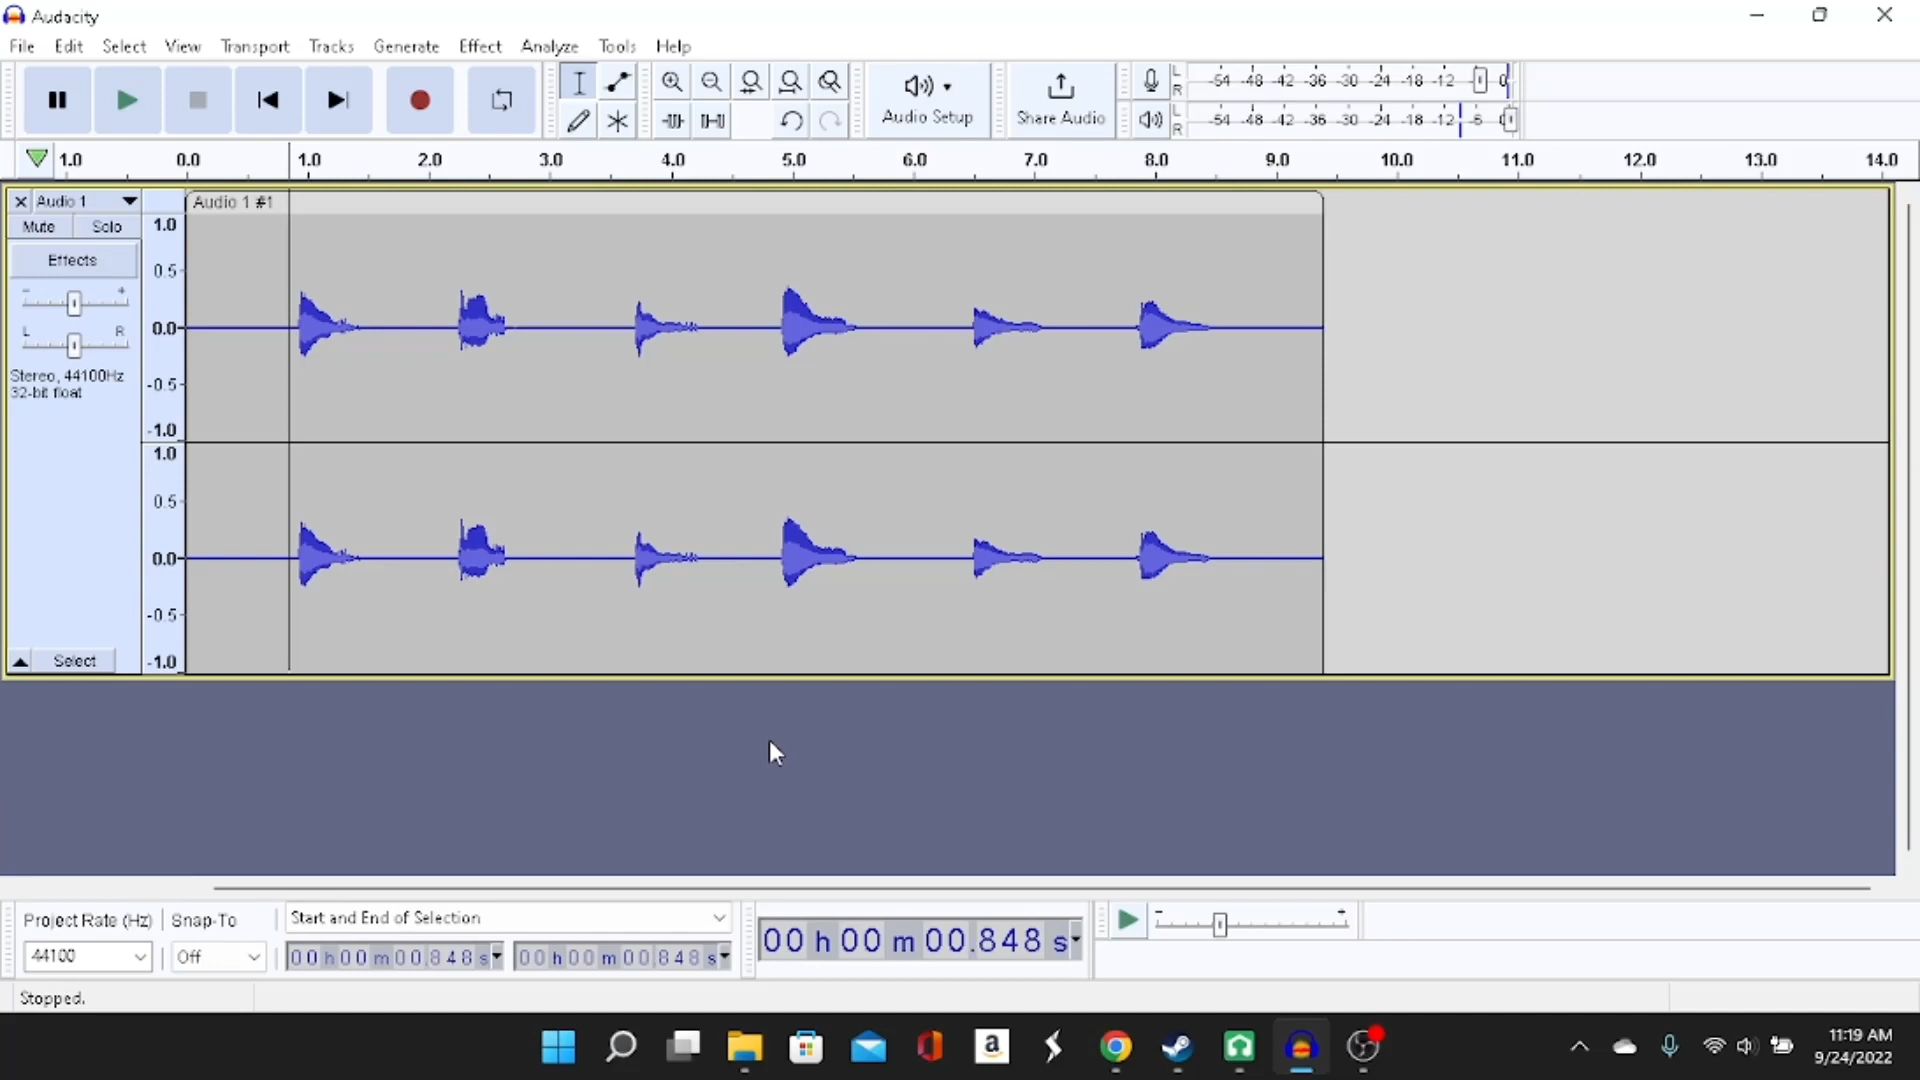 Audacity
File Edit Select View Transport Tracks Generate Effect Analyze Tools Help
Audio Setup
Share Audio
L
R
-54 -48 -42 -36 -30 -24 -18 -12 0
L
R
-54 -48 -42 -36 -30 -24 -18 -12 -6
1.0 0.0 1.0 2.0 3.0 4.0 5.0 6.0 7.0 8.0 9.0 10.0 11.0 12.0 13.0 14.0
Audio 1
Audio 1 #1
Mute Solo
Effects
- +
L R
Stereo, 44100Hz
32-bit float
Select
1.0
0.5
0.0
-0.5
-1.0
1.0
0.5
0.0
-0.5
-1.0
Project Rate (Hz) Snap-To Start and End of Selection
44100 Off 00 h 00 m 00.848 s 00 h 00 m 00.848 s
00 h 00 m 00.848 s
- +
Stopped.
a
11:19 AM
9/24/2022